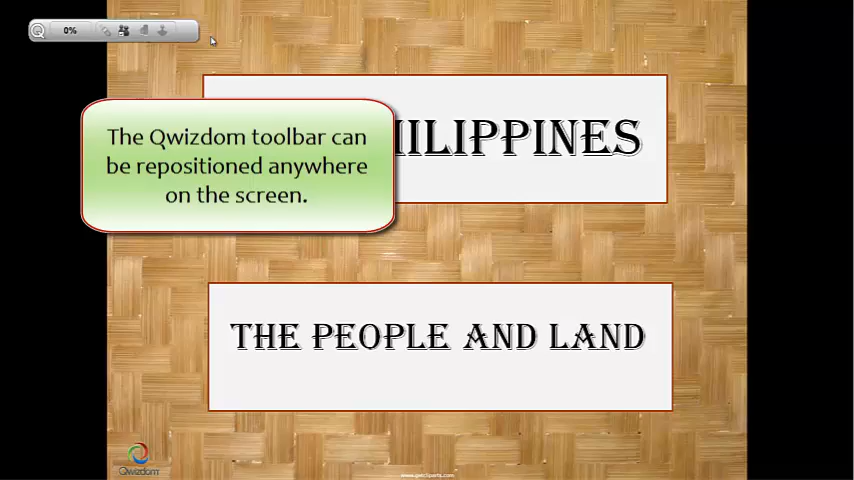 0%
HILIPPINES
The Qwizdom toolbar can
be repositioned anywhere
on the screen.
THE PEOPLE AND LAND
Qwizdom